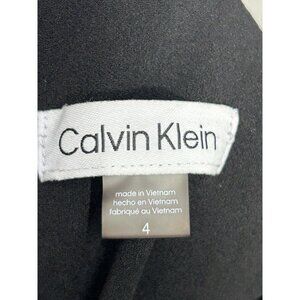 Calvin Klein
made in Vietnam
hecho en Vietnam
fabriqué au Vietnam
4